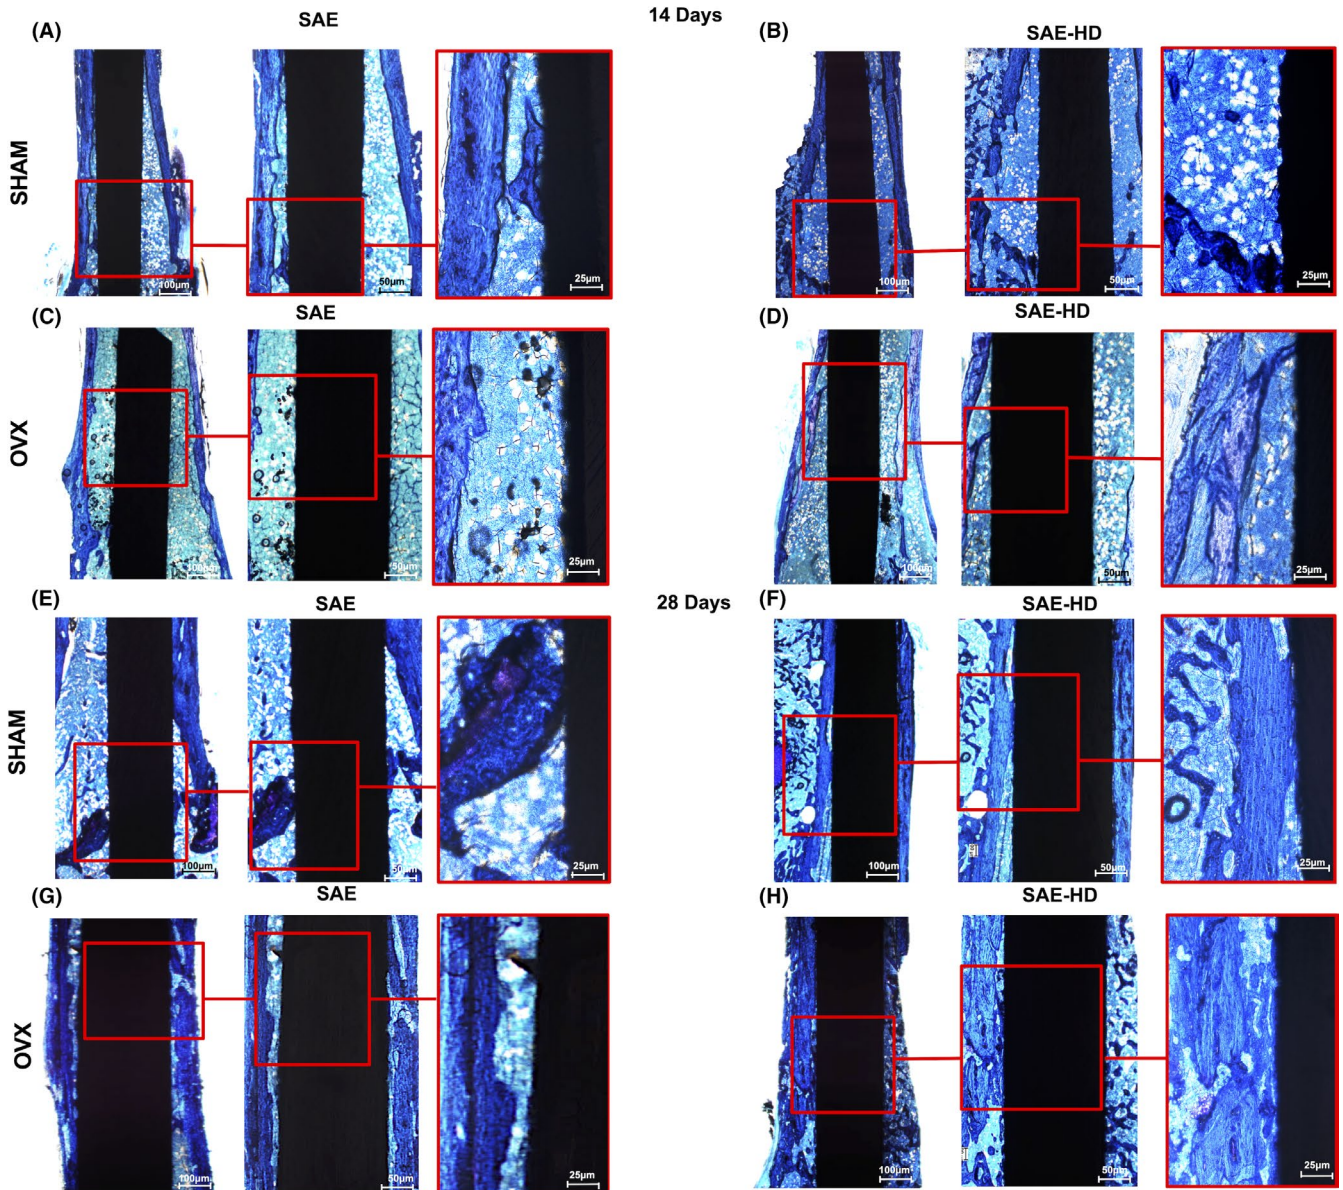 14 Days
(A) SAE
(B) SAE-HD
SHAM
100µm 50µm 25µm
100µm 50µm 25µm
(C) SAE
(D) SAE-HD
OVX
100µm 50µm 25µm
100µm 50µm 25µm
28 Days
(E) SAE
(F) SAE-HD
SHAM
100µm 50µm 25µm
100µm 50µm 25µm
(G) SAE
(H) SAE-HD
OVX
100µm 50µm 25µm
100µm 50µm 25µm